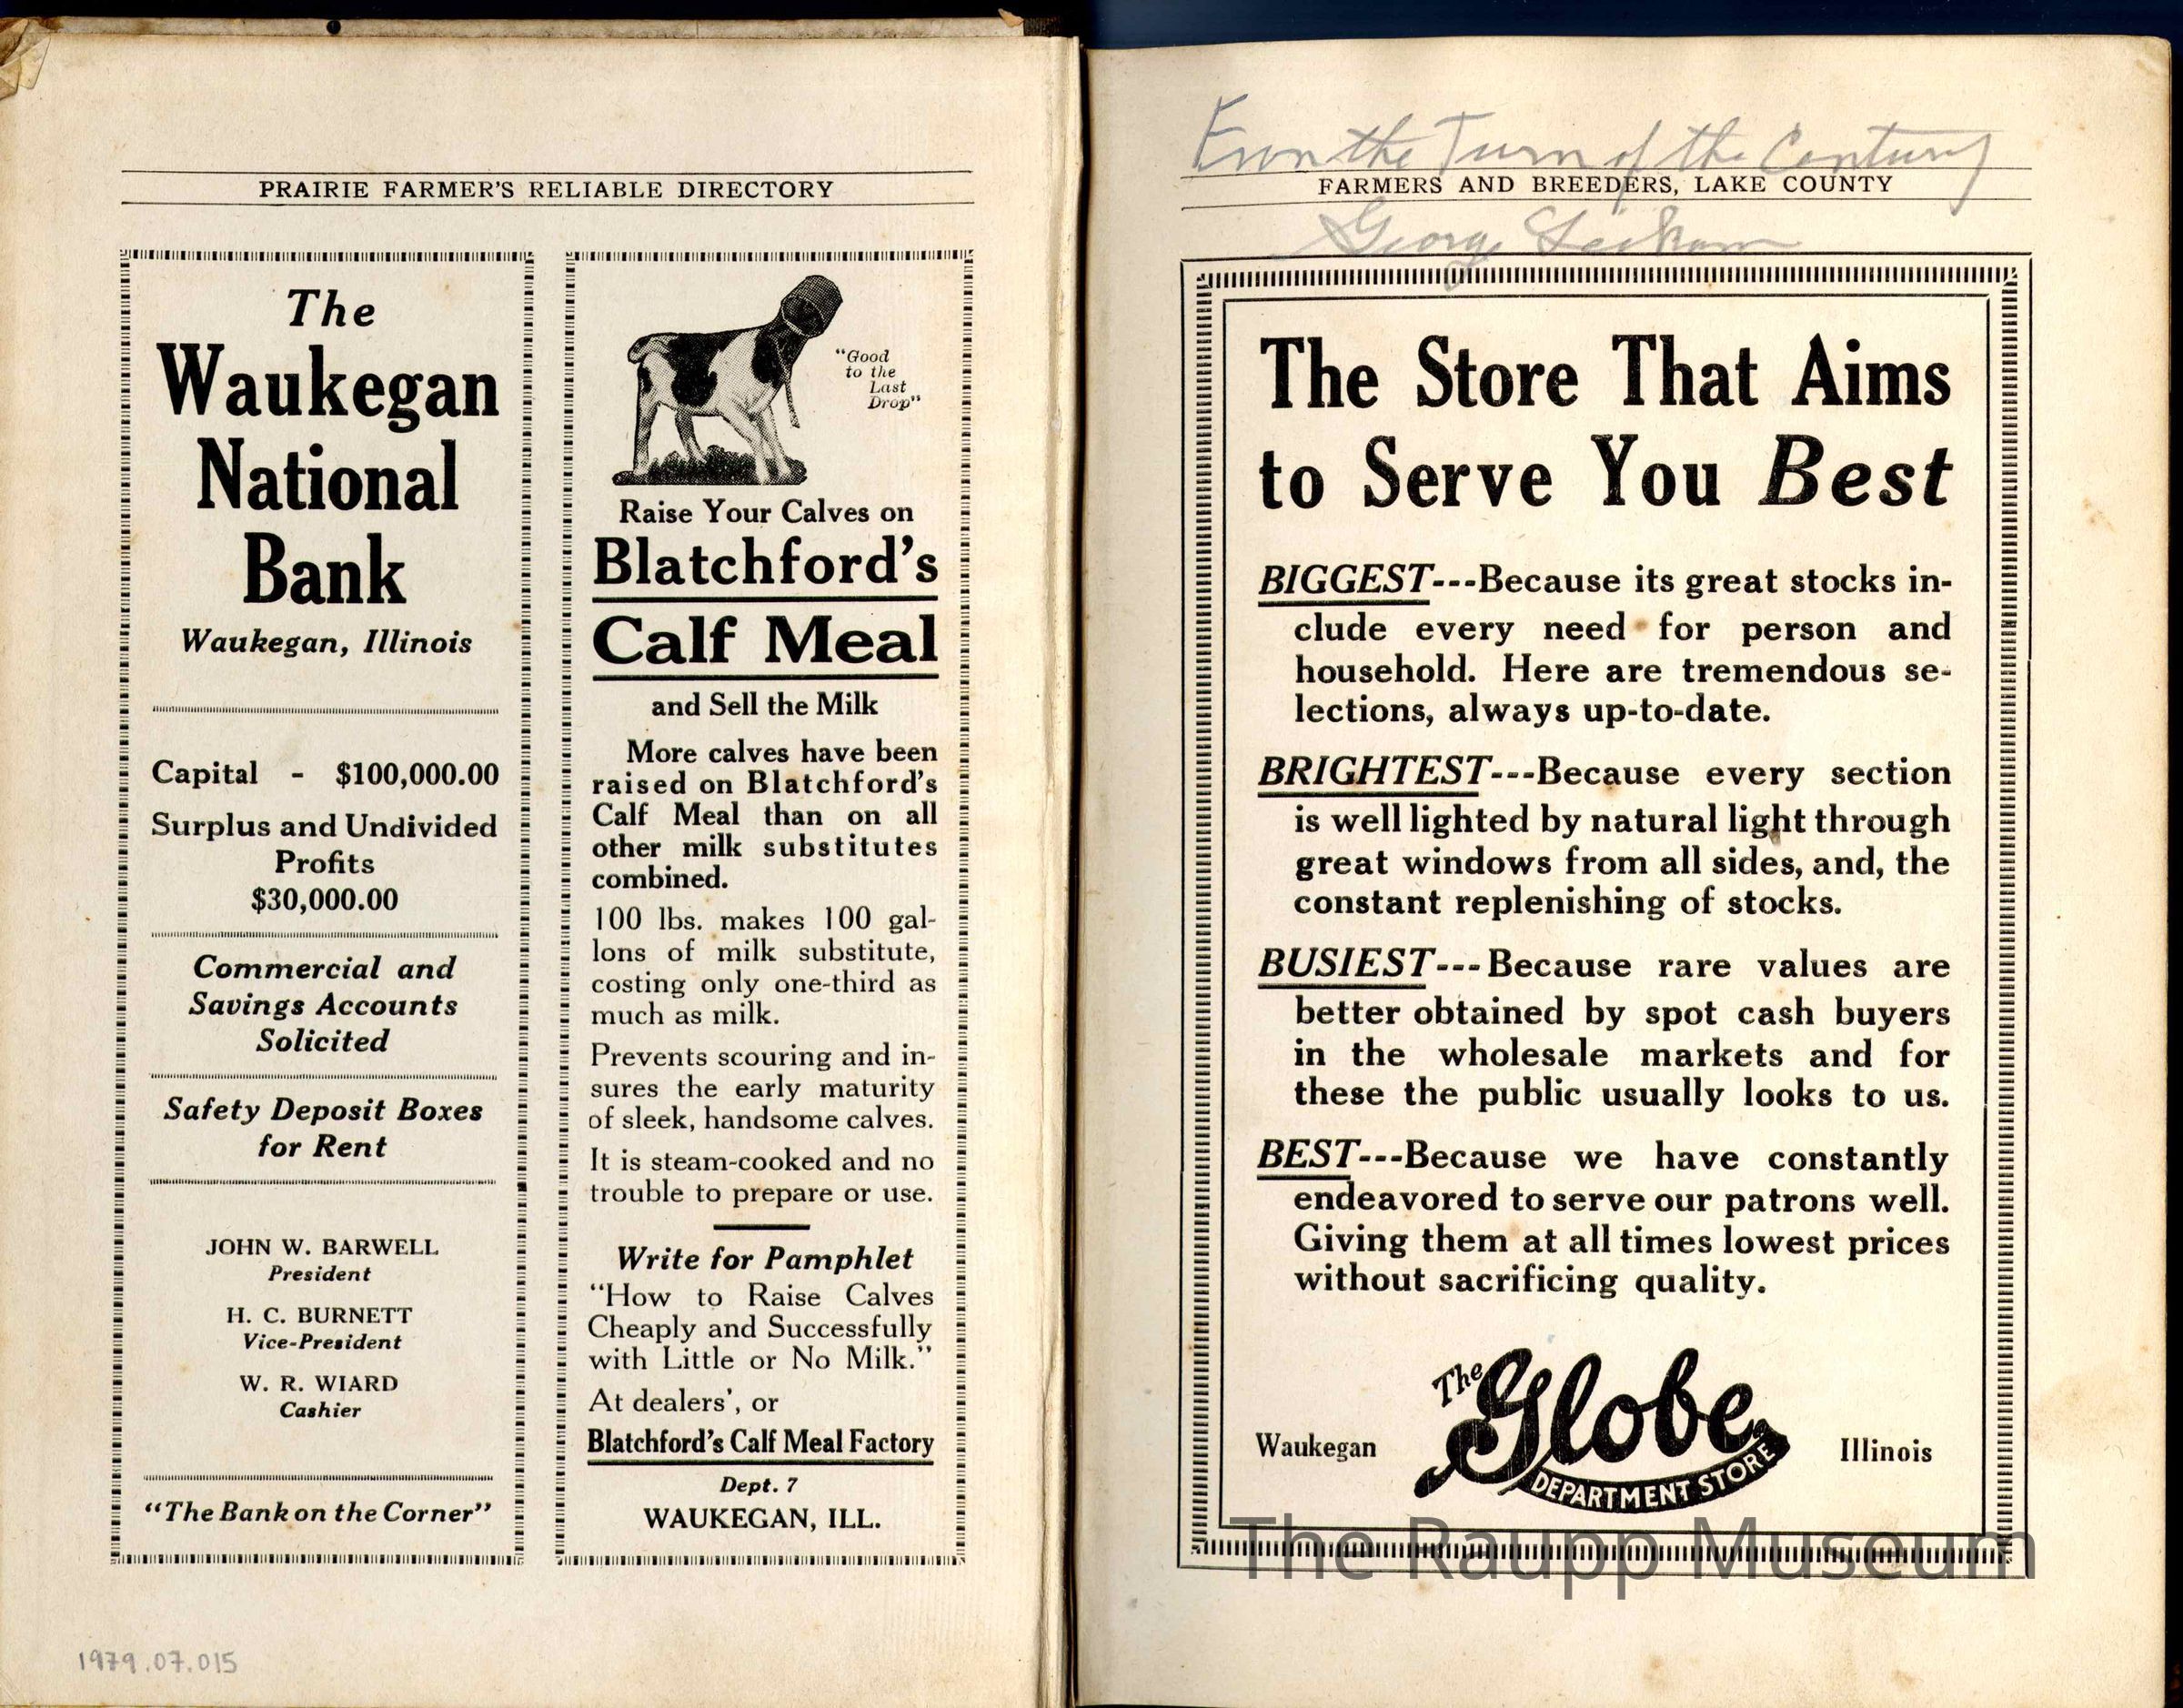 PRAIRIE FARMER'S RELIABLE DIRECTORY
The
Waukegan
National
Bank
Waukegan, Illinois
Capital - $100,000.00
Surplus and Undivided
Profits
$30,000.00
Commercial and
Savings Accounts
Solicited
Safety Deposit Boxes
for Rent
JOHN W. BARWELL
President
H. C. BURNETT
Vice-President
W. R. WIARD
Cashier
"The Bank on the Corner"
"Good
to the
Last
Drop"
Raise Your Calves on
Blatchford's
Calf Meal
and Sell the Milk
More calves have been
raised on Blatchford's
Calf Meal than on all
other milk substitutes
combined.
100 lbs. makes 100 gal-
lons of milk substitute,
costing only one-third as
much as milk.
Prevents scouring and in-
sures the early maturity
of sleek, handsome calves.
It is steam-cooked and no
trouble to prepare or use.
Write for Pamphlet
"How to Raise Calves
Cheaply and Successfully
with Little or No Milk."
At dealers', or
Blatchford's Calf Meal Factory
Dept. 7
WAUKEGAN, ILL.
1979.07.015
From the Turn of the Century
FARMERS AND BREEDERS, LAKE COUNTY
George
The Store That Aims
to Serve You Best
BIGGEST---Because its great stocks in-
clude every need for person and
household. Here are tremendous se-
lections, always up-to-date.
BRIGHTEST---Because every section
is well lighted by natural light through
great windows from all sides, and, the
constant replenishing of stocks.
BUSIEST---Because rare values are
better obtained by spot cash buyers
in the wholesale markets and for
these the public usually looks to us.
BEST---Because we have constantly
endeavored to serve our patrons well.
Giving them at all times lowest prices
without sacrificing quality.
The Globe
DEPARTMENT STORE
Waukegan Illinois
The Raupp Museum